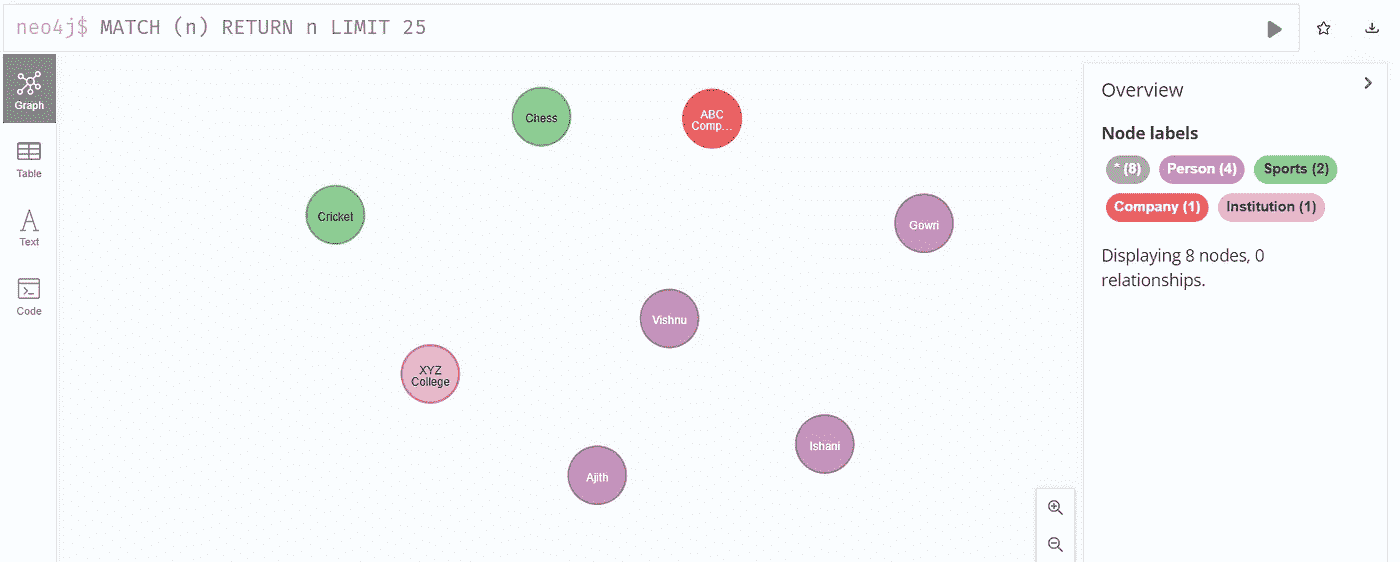 neo4j$ MATCH (n) RETURN n LIMIT 25
Graph
Table
Text
Code
Chess
ABC
Comp...
Cricket
Gowri
Vishnu
XYZ
College
Ishani
Ajith
Overview
Node labels
* (8) Person (4) Sports (2)
Company (1) Institution (1)
Displaying 8 nodes, 0
relationships.